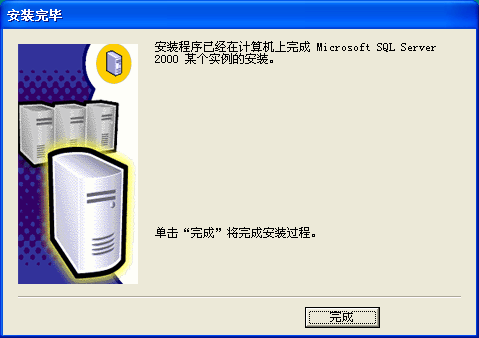 安装完毕
安装程序已经在计算机上完成 Microsoft SQL Server
2000 某个实例的安装。
单击“完成”将完成安装过程。
完成